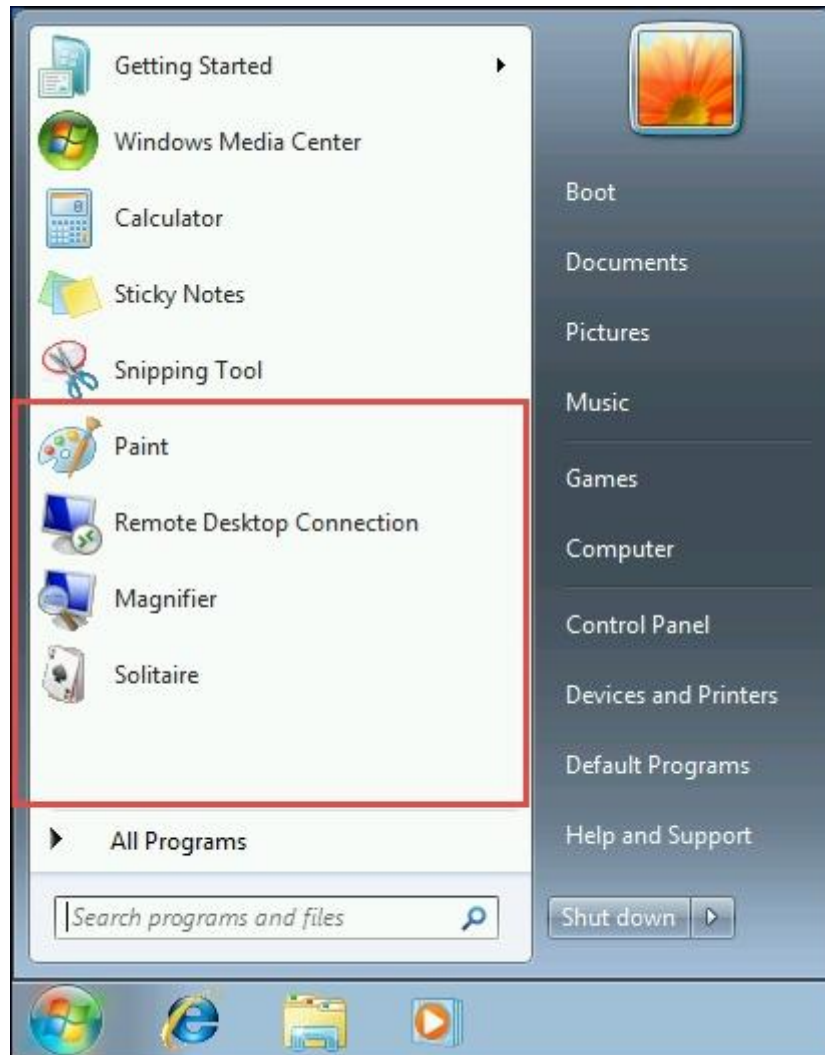 Getting Started
Windows Media Center
Calculator
Sticky Notes
Snipping Tool
Paint
Remote Desktop Connection
Magnifier
Solitaire
All Programs
Search programs and files
Boot
Documents
Pictures
Music
Games
Computer
Control Panel
Devices and Printers
Default Programs
Help and Support
Shut down